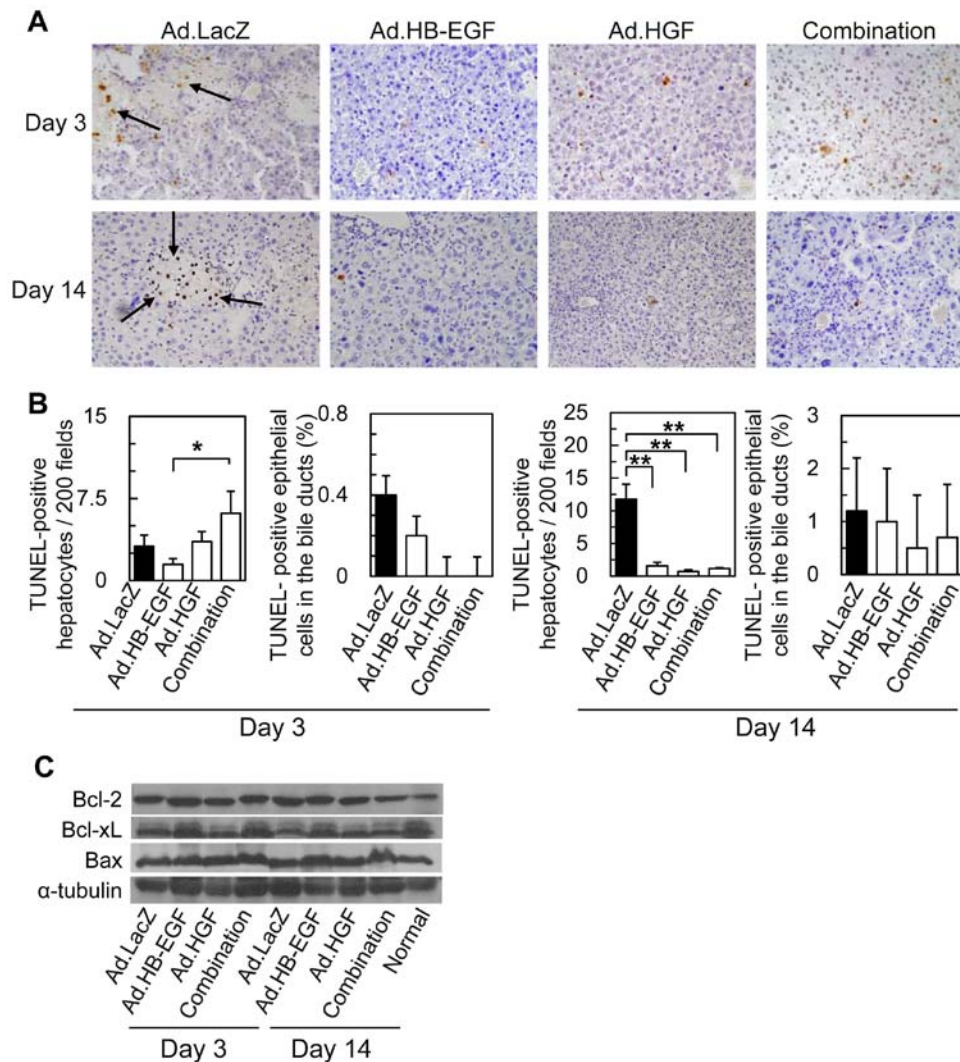 A
Ad.LacZ
Ad.HB-EGF
Ad.HGF
Combination
Day 3
Day 14
B
TUNEL-positive
hepatocytes / 200 fields
15
7.5
0
*
Ad.LacZ
Ad.HB-EGF
Ad.HGF
Combination
TUNEL- positive epithelial
cells in the bile ducts (%)
0.8
0.4
0
Ad.LacZ
Ad.HB-EGF
Ad.HGF
Combination
Day 3
TUNEL-positive
hepatocytes / 200 fields
25
20
15
10
5
0
**
**
**
Ad.LacZ
Ad.HB-EGF
Ad.HGF
Combination
TUNEL- positive epithelial
cells in the bile ducts (%)
3
2
1
0
Ad.LacZ
Ad.HB-EGF
Ad.HGF
Combination
Day 14
C
Bcl-2
Bcl-xL
Bax
α-tubulin
Ad.LacZ
Ad.HB-EGF
Ad.HGF
Combination
Ad.LacZ
Ad.HB-EGF
Ad.HGF
Combination
Normal
Day 3
Day 14